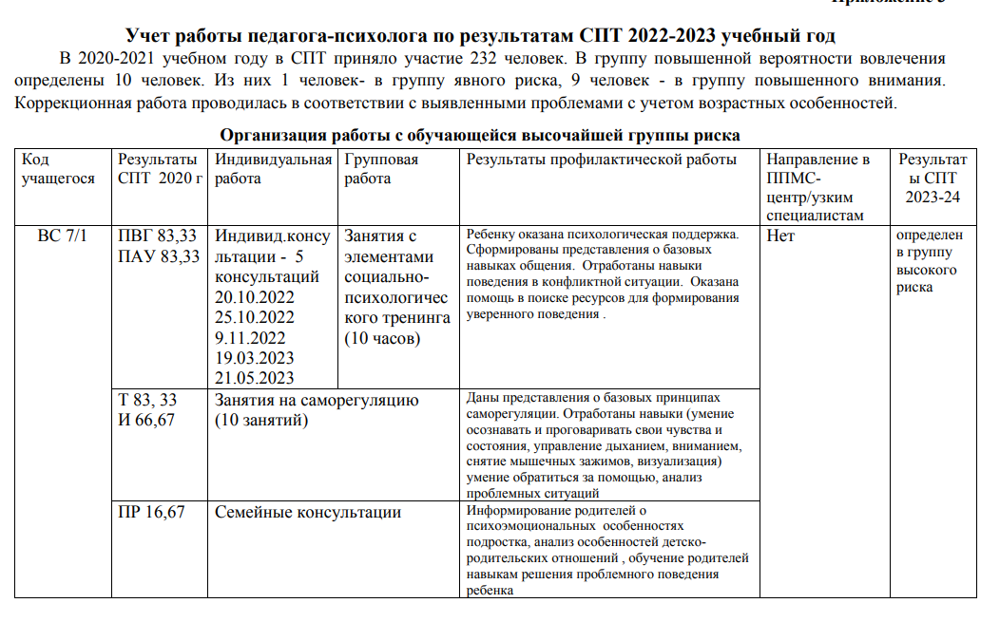 Приложение 3
Учет работы педагога-психолога по результатам СПТ 2022-2023 учебный год
В 2020-2021 учебном году в СПТ приняло участие 232 человек. В группу повышенной вероятности вовлечения
определены 10 человек. Из них 1 человек- в группу явного риска, 9 человек - в группу повышенного внимания.
Коррекционная работа проводилась в соответствии с выявленными проблемами с учетом возрастных особенностей.
Организация работы с обучающейся высочайшей группы риска
Код
учащегося
Результаты
СПТ 2020 г
Индивидуальная
работа
Групповая
работа
Результаты профилактической работы
Направление в
ППМС-
центр/узким
специалистам
Результат
ы СПТ
2023-24
ВС 7/1
ПВГ 83,33
ПАУ 83,33
Индивид.консу
льтации - 5
консультаций
20.10.2022
25.10.2022
9.11.2022
19.03.2023
21.05.2023
Занятия с
элементами
социально-
психологичес
кого тренинга
(10 часов)
Ребенку оказана психологическая поддержка.
Сформированы представления о базовых
навыках общения. Отработаны навыки
поведения в конфликтной ситуации. Оказана
помощь в поиске ресурсов для формирования
уверенного поведения .
Нет
определен
в группу
высокого
риска
Т 83, 33
И 66,67
Занятия на саморегуляцию
(10 занятий)
Даны представления о базовых принципах
саморегуляции. Отработаны навыки (умение
осознавать и проговаривать свои чувства и
состояния, управление дыханием, вниманием,
снятие мышечных зажимов, визуализация)
умение обратиться за помощью, анализ
проблемных ситуаций
ПР 16,67
Семейные консультации
Информирование родителей о
психоэмоциональных особенностях
подростка, анализ особенностей детско-
родительских отношений , обучение родителей
навыкам решения проблемного поведения
ребенка